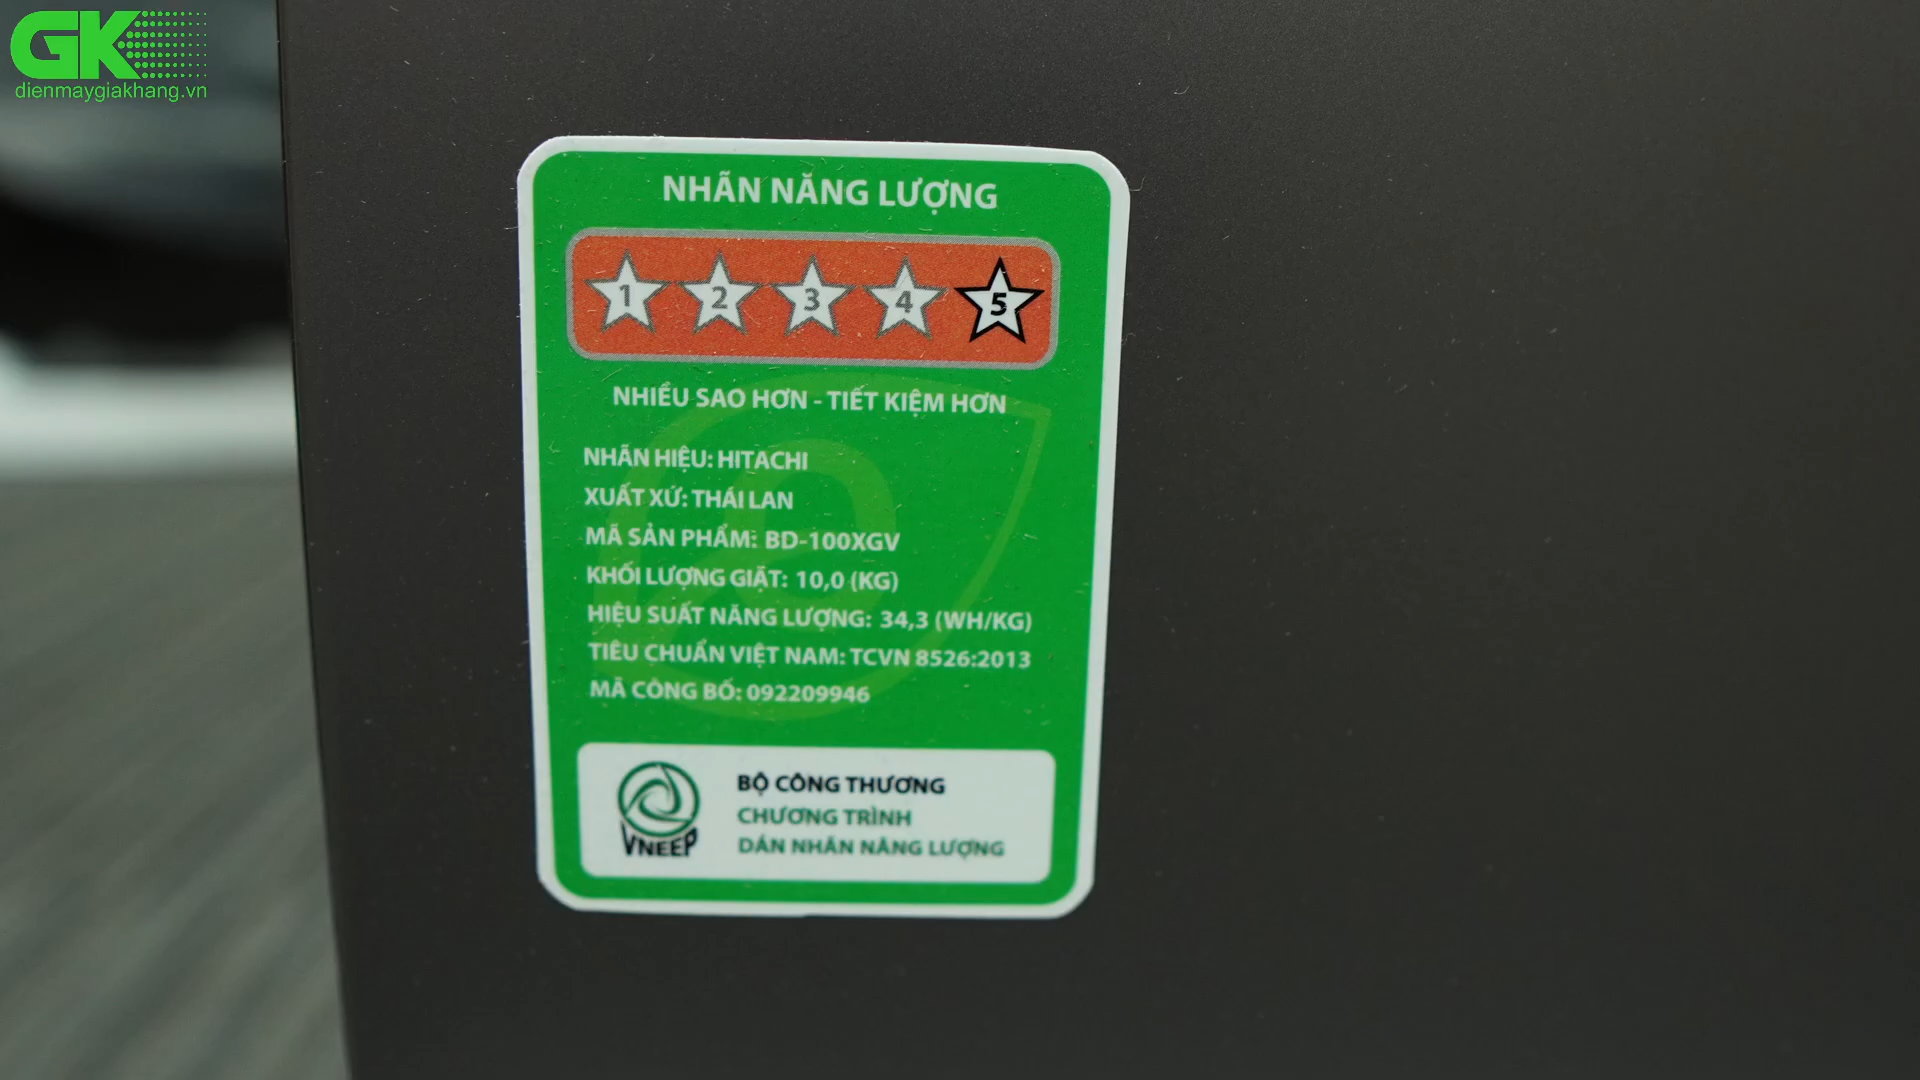 GK
dienmaygiakhang.vn
NHÃN NĂNG LƯỢNG
1 2 3 4 5
NHIỀU SAO HƠN - TIẾT KIỆM HƠN
NHÃN HIỆU: HITACHI
XUẤT XỨ: THÁI LAN
MÃ SẢN PHẨM: BD-100XGV
KHỐI LƯỢNG GIẶT: 10,0 (KG)
HIỆU SUẤT NĂNG LƯỢNG: 34,3 (WH/KG)
TIÊU CHUẨN VIỆT NAM: TCVN 8526:2013
MÃ CÔNG BỐ: 092209946
VNEEP
BỘ CÔNG THƯƠNG
CHƯƠNG TRÌNH
DÁN NHÃN NĂNG LƯỢNG